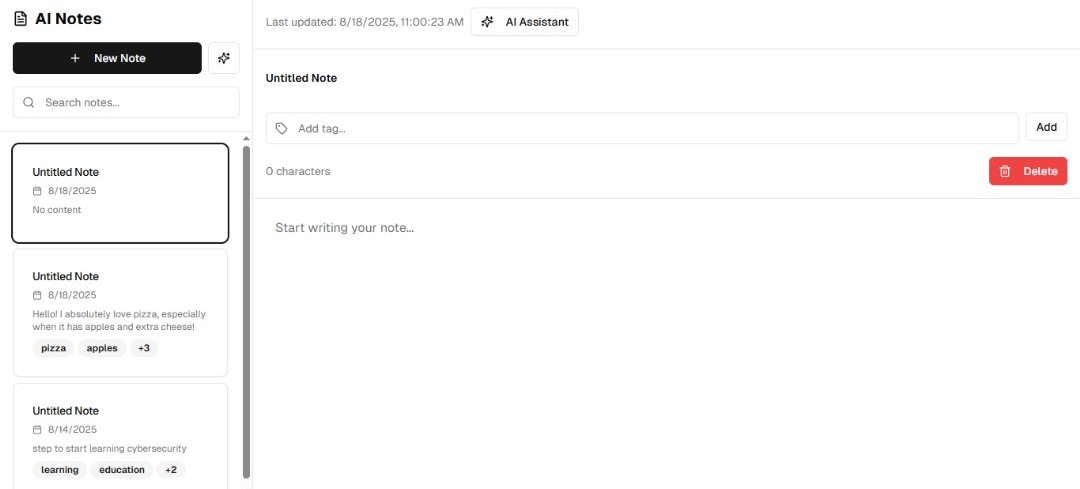 AI Notes
New Note
Search notes...
Untitled Note
8/18/2025
No content
Untitled Note
8/18/2025
Hello! I absolutely love pizza, especially
when it has apples and extra cheese!
pizza apples +3
Untitled Note
8/14/2025
step to start learning cybersecurity
learning education +2
Last updated: 8/18/2025, 11:00:23 AM AI Assistant
Untitled Note
Add tag... Add
0 characters Delete
Start writing your note...